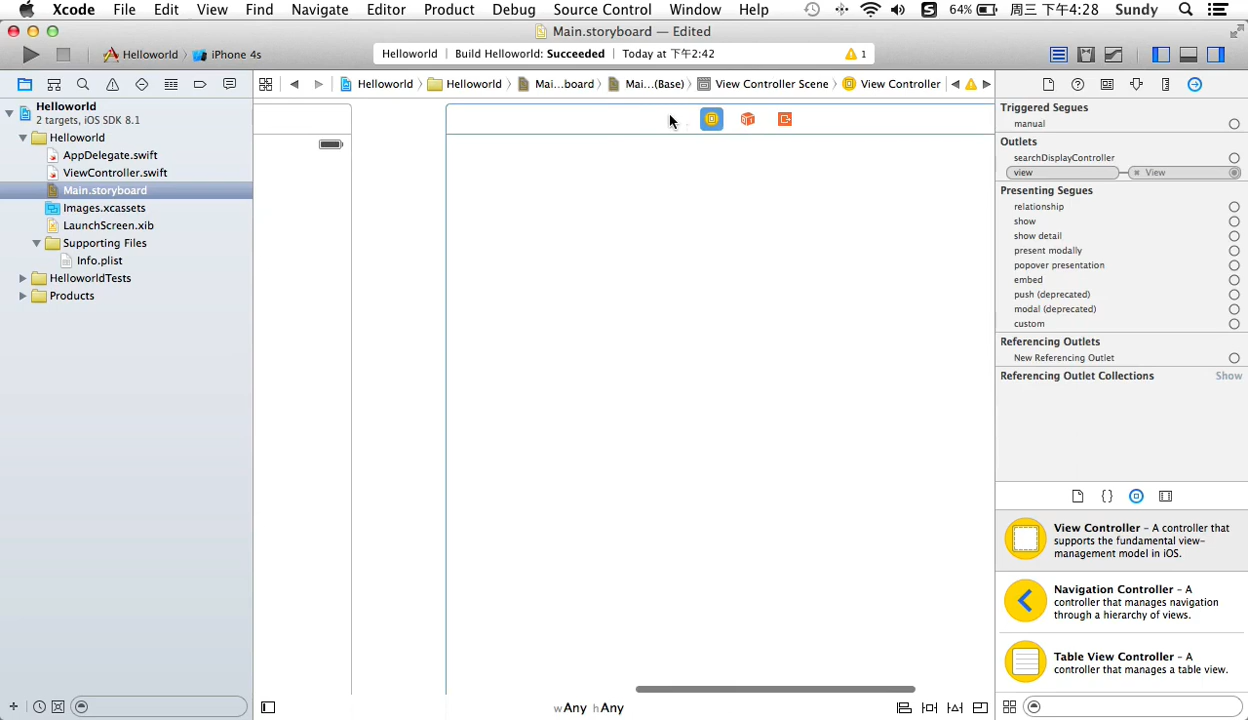 Xcode File Edit View Find Navigate Editor Product Debug Source Control Window Help S 64% 周三 下午4:28 Sundy
Main.storyboard — Edited
Helloworld 〉 iPhone 4s
Helloworld Build Helloworld: Succeeded Today at 下午2:42 1
Helloworld 〉 Helloworld 〉 Mai...board 〉 Mai...(Base) 〉 View Controller Scene 〉 View Controller
Helloworld
2 targets, iOS SDK 8.1
Helloworld
AppDelegate.swift
ViewController.swift
Main.storyboard
Images.xcassets
LaunchScreen.xib
Supporting Files
Info.plist
HelloworldTests
Products
wAny hAny
Triggered Segues
manual
Outlets
searchDisplayController
view View
Presenting Segues
relationship
show
show detail
present modally
popover presentation
embed
push (deprecated)
modal (deprecated)
custom
Referencing Outlets
New Referencing Outlet
Referencing Outlet Collections Show
View Controller - A controller that
supports the fundamental view-
management model in iOS.
Navigation Controller - A
controller that manages navigation
through a hierarchy of views.
Table View Controller - A
controller that manages a table view.